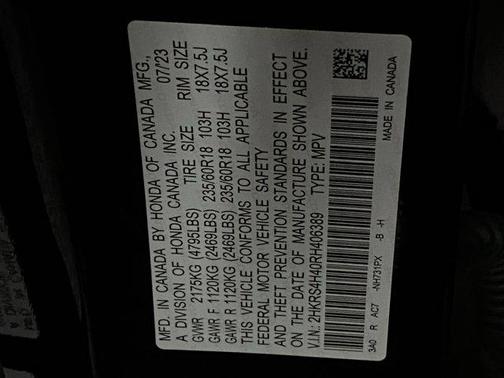 MFD. IN CANADA BY HONDA OF CANADA MFG.,
A DIVISION OF HONDA CANADA INC. 07/23
GVWR 2175KG (4795LBS) TIRE SIZE RIM SIZE
GAWR F 1120KG (2469LBS) 235/60R18 103H 18X7.5J
GAWR R 1120KG (2469LBS) 235/60R18 103H 18X7.5J
THIS VEHICLE CONFORMS TO ALL APPLICABLE
FEDERAL MOTOR VEHICLE SAFETY
AND THEFT PREVENTION STANDARDS IN EFFECT
ON THE DATE OF MANUFACTURE SHOWN ABOVE.
V.I.N: 2HKRS4H40RH406389 TYPE: MPV
3A0 R AC7 -NH731PX -B -H MADE IN CANADA